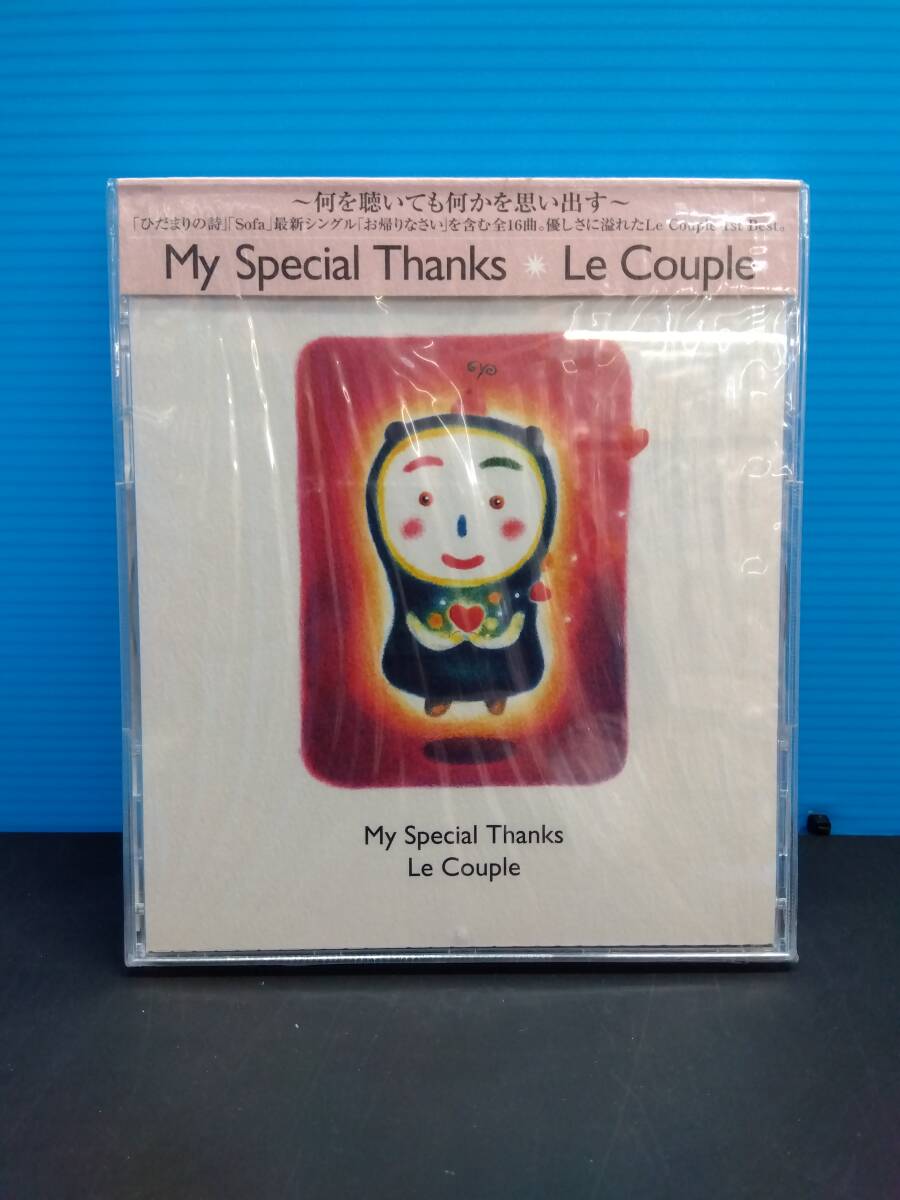 ～何を聴いても何かを思い出す～
「ひだまりの詩」「Sofa」最新シングル「お帰りなさい」を含む全16曲。優しさに溢れたLe Couple 1st Best。
My Special Thanks ✷ Le Couple
My Special Thanks
Le Couple